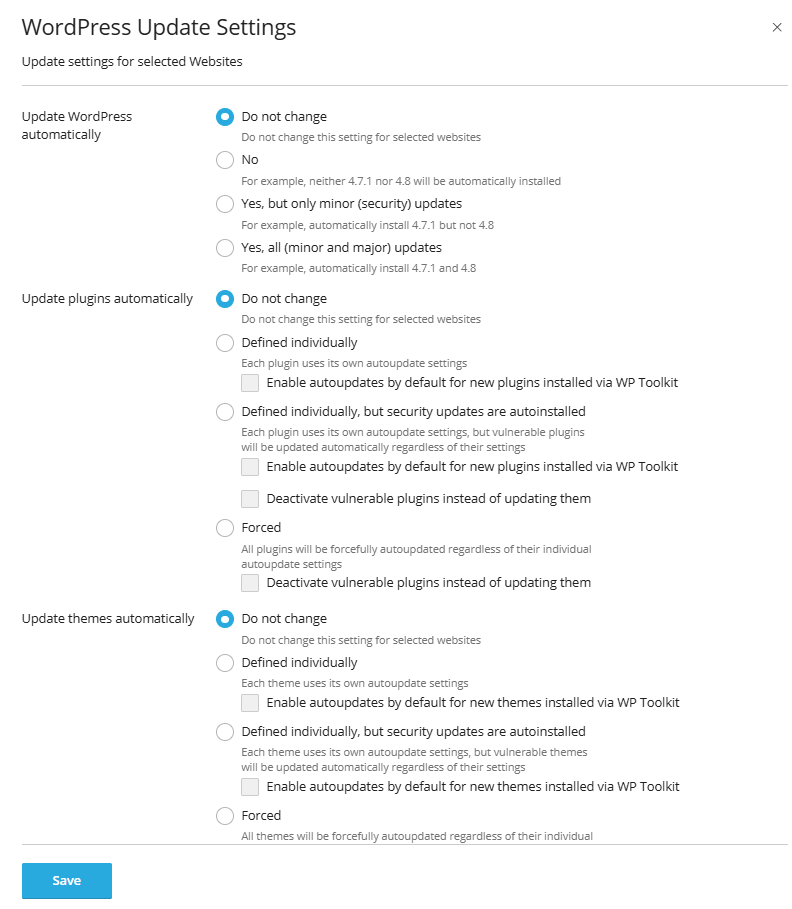 WordPress Update Settings
Update settings for selected Websites
Update WordPress
automatically
Do not change
Do not change this setting for selected websites
No
For example, neither 4.7.1 nor 4.8 will be automatically installed
Yes, but only minor (security) updates
For example, automatically install 4.7.1 but not 4.8
Yes, all (minor and major) updates
For example, automatically install 4.7.1 and 4.8
Update plugins automatically
Do not change
Do not change this setting for selected websites
Defined individually
Each plugin uses its own autoupdate settings
Enable autoupdates by default for new plugins installed via WP Toolkit
Defined individually, but security updates are autoinstalled
Each plugin uses its own autoupdate settings, but vulnerable plugins
will be updated automatically regardless of their settings
Enable autoupdates by default for new plugins installed via WP Toolkit
Deactivate vulnerable plugins instead of updating them
Forced
All plugins will be forcefully autoupdated regardless of their individual
autoupdate settings
Deactivate vulnerable plugins instead of updating them
Update themes automatically
Do not change
Do not change this setting for selected websites
Defined individually
Each theme uses its own autoupdate settings
Enable autoupdates by default for new themes installed via WP Toolkit
Defined individually, but security updates are autoinstalled
Each theme uses its own autoupdate settings, but vulnerable themes
will be updated automatically regardless of their settings
Enable autoupdates by default for new themes installed via WP Toolkit
Forced
All themes will be forcefully autoupdated regardless of their individual
Save